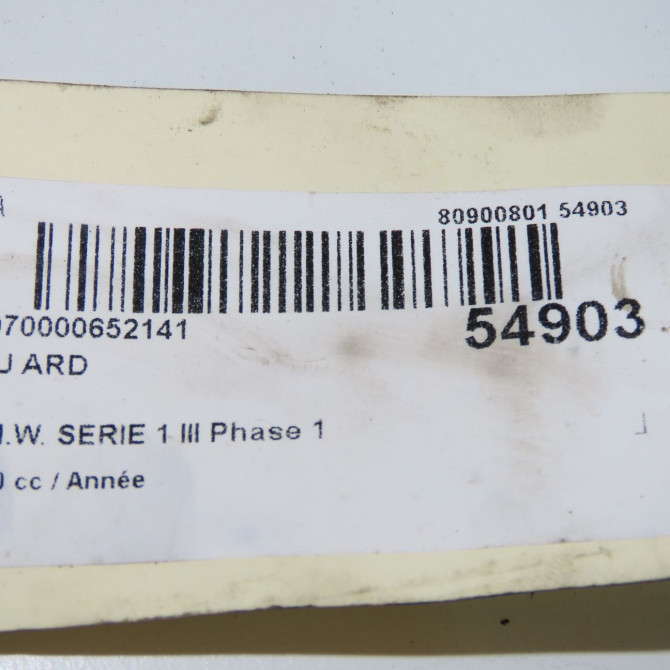 80900801 54903
070000652141
54903
U ARD
.W. SERIE 1 III Phase 1
0 cc / Année